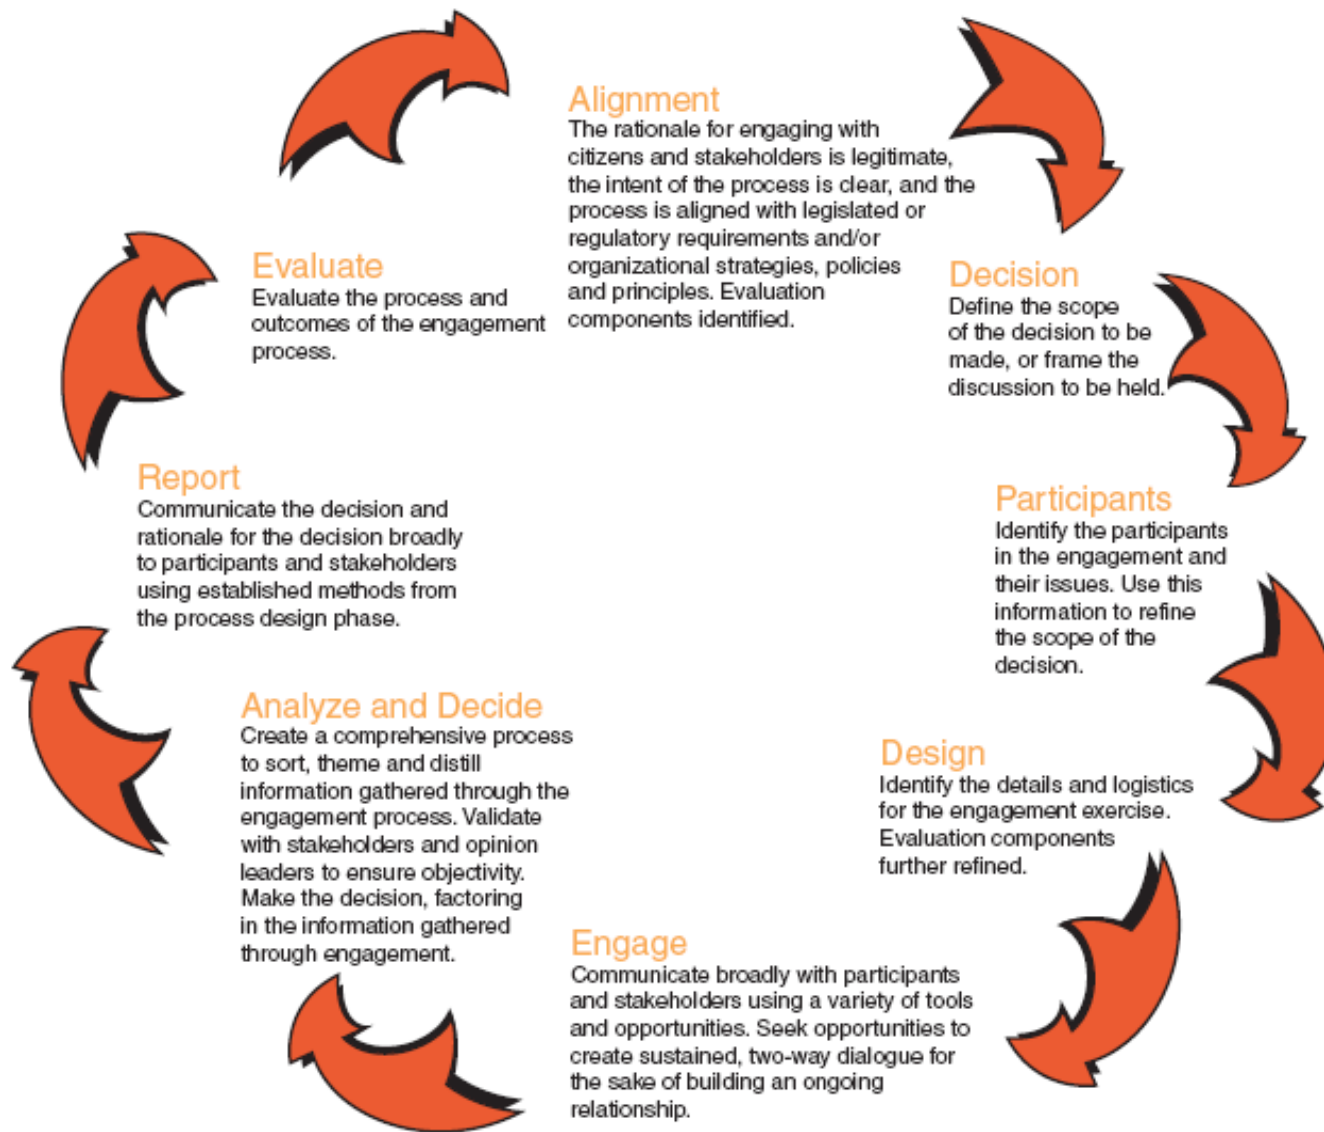 Alignment
The rationale for engaging with
citizens and stakeholders is legitimate,
the intent of the process is clear, and the
process is aligned with legislated or
regulatory requirements and/or
organizational strategies, policies
and principles. Evaluation
components identified.
Decision
Define the scope
of the decision to be
made, or frame the
discussion to be held.
Participants
Identify the participants
in the engagement and
their issues. Use this
information to refine
the scope of the
decision.
Design
Identify the details and logistics
for the engagement exercise.
Evaluation components
further refined.
Engage
Communicate broadly with participants
and stakeholders using a variety of tools
and opportunities. Seek opportunities to
create sustained, two-way dialogue for
the sake of building an ongoing
relationship.
Analyze and Decide
Create a comprehensive process
to sort, theme and distill
information gathered through the
engagement process. Validate
with stakeholders and opinion
leaders to ensure objectivity.
Make the decision, factoring
in the information gathered
through engagement.
Report
Communicate the decision and
rationale for the decision broadly
to participants and stakeholders
using established methods from
the process design phase.
Evaluate
Evaluate the process and
outcomes of the engagement
process.